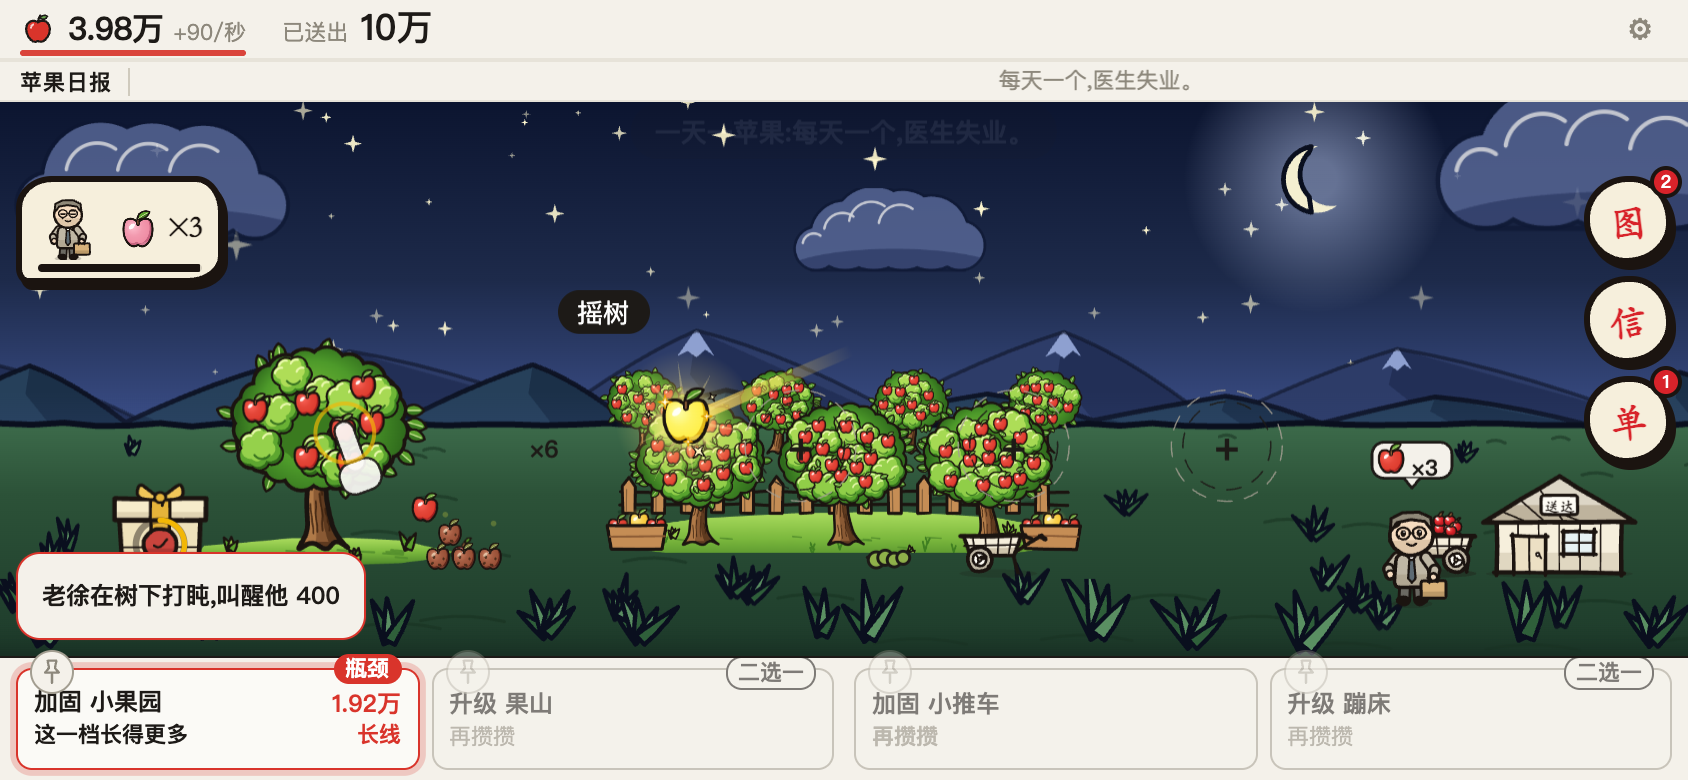 3.98万 +90/秒 已送出 10万
苹果日报
每天一个,医生失业。
一天一苹果:每天一个,医生失业。
×3
2
图
信
1
单
摇树
×6
×3
送达
老徐在树下打盹,叫醒他 400
瓶颈
加固 小果园 1.92万
这一档长得更多 长线
二选一
升级 果山
再攒攒
加固 小推车
再攒攒
二选一
升级 蹦床
再攒攒